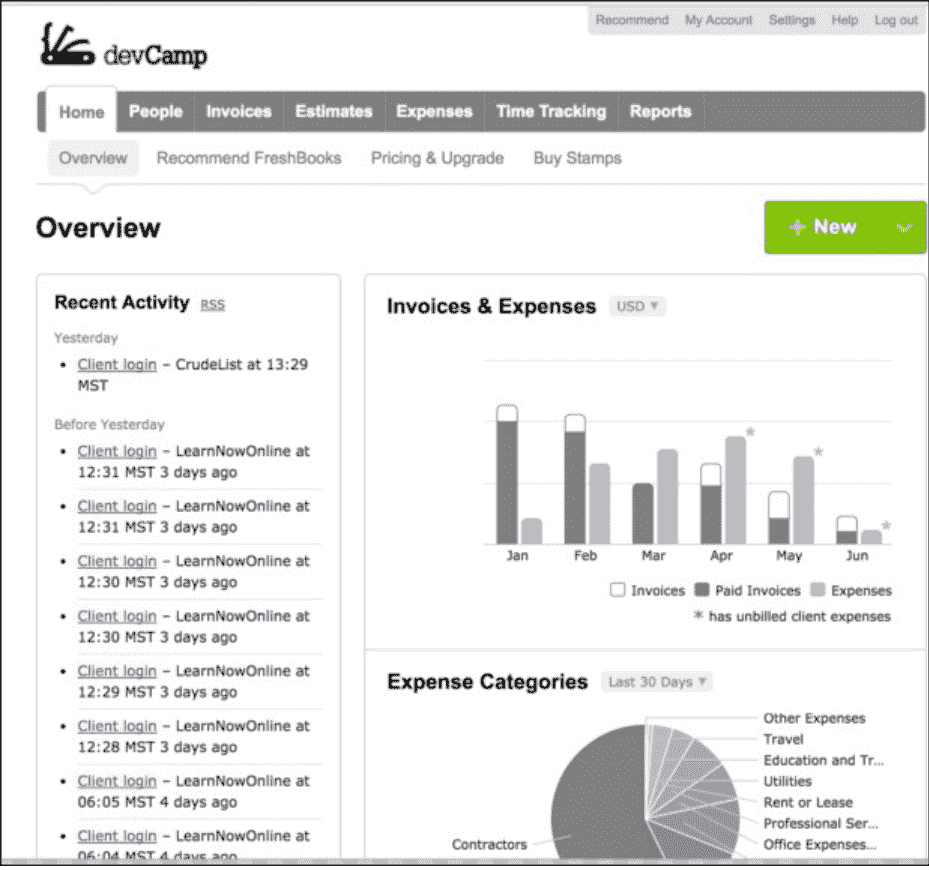 Recommend My Account Settings Help Log out
devCamp
Home People Invoices Estimates Expenses Time Tracking Reports
Overview Recommend FreshBooks Pricing & Upgrade Buy Stamps
Overview
+ New
Recent Activity RSS
Yesterday
• Client login – CrudeList at 13:29
MST
Before Yesterday
• Client login – LearnNowOnline at
12:31 MST 3 days ago
• Client login – LearnNowOnline at
12:31 MST 3 days ago
• Client login – LearnNowOnline at
12:30 MST 3 days ago
• Client login – LearnNowOnline at
12:30 MST 3 days ago
• Client login – LearnNowOnline at
12:29 MST 3 days ago
• Client login – LearnNowOnline at
12:28 MST 3 days ago
• Client login – LearnNowOnline at
06:05 MST 4 days ago
• Client login – LearnNowOnline at
06:04 MST 4 days ago
Invoices & Expenses USD ▼
* * *
Jan Feb Mar Apr May Jun
Invoices Paid Invoices Expenses
* has unbilled client expenses
Expense Categories Last 30 Days ▼
Other Expenses
Travel
Education and Tr...
Utilities
Rent or Lease
Professional Ser...
Office Expenses...
Contractors